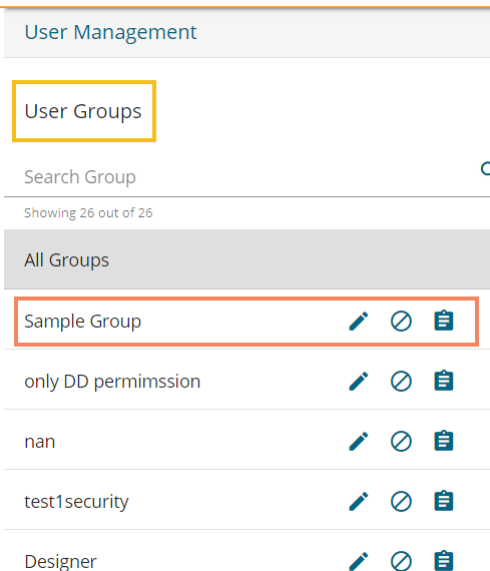 User Management
User Groups
Search Group
Showing 26 out of 26
All Groups
Sample Group
only DD permimssion
nan
test1security
Designer